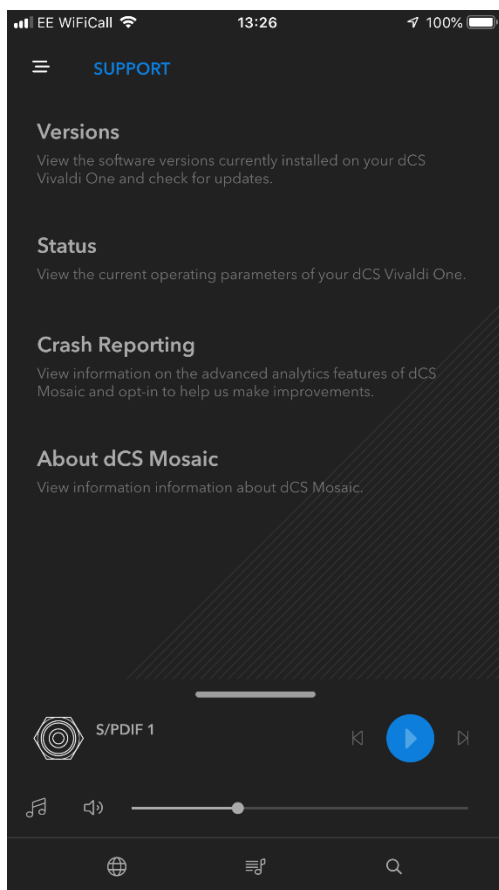 EE WiFiCall 13:26 100%
SUPPORT
Versions
View the software versions currently installed on your dCS
Vivaldi One and check for updates.
Status
View the current operating parameters of your dCS Vivaldi One.
Crash Reporting
View information on the advanced analytics features of dCS
Mosaic and opt-in to help us make improvements.
About dCS Mosaic
View information information about dCS Mosaic.
S/PDIF 1